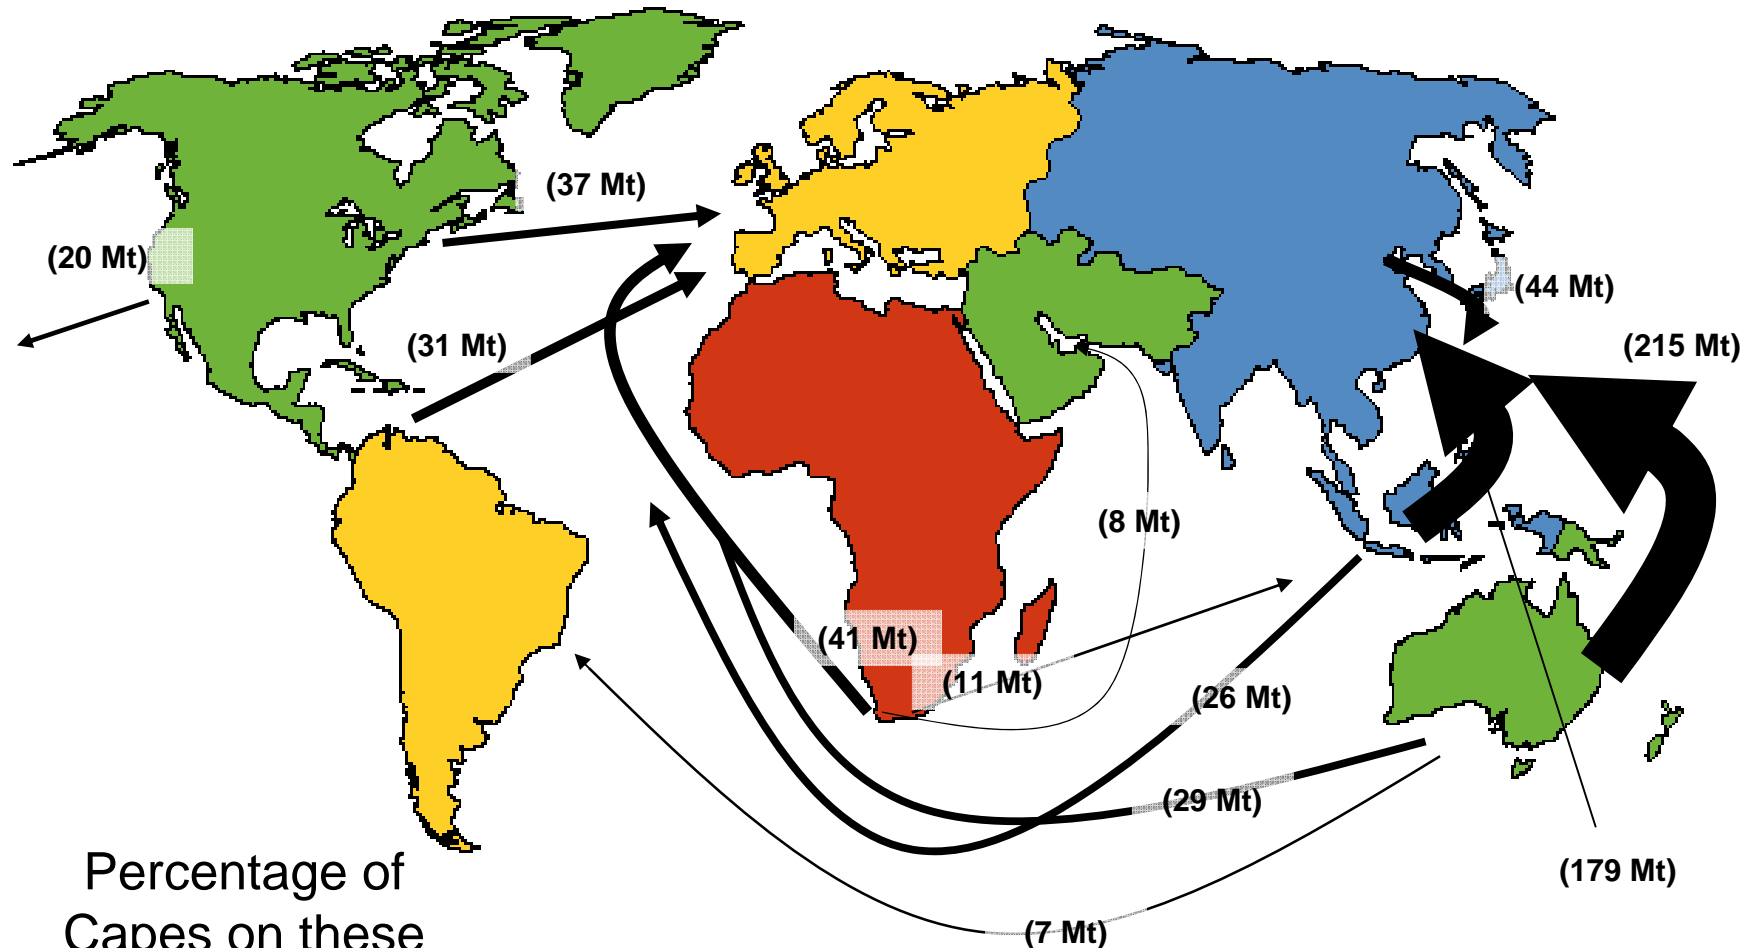 (37 Mt)
(20 Mt)
(44 Mt)
(31 Mt)
(215 Mt)
(8 Mt)
(41 Mt)
(11 Mt)
(26 Mt)
(29 Mt)
(179 Mt)
(7 Mt)
Percentage of
Capes on these